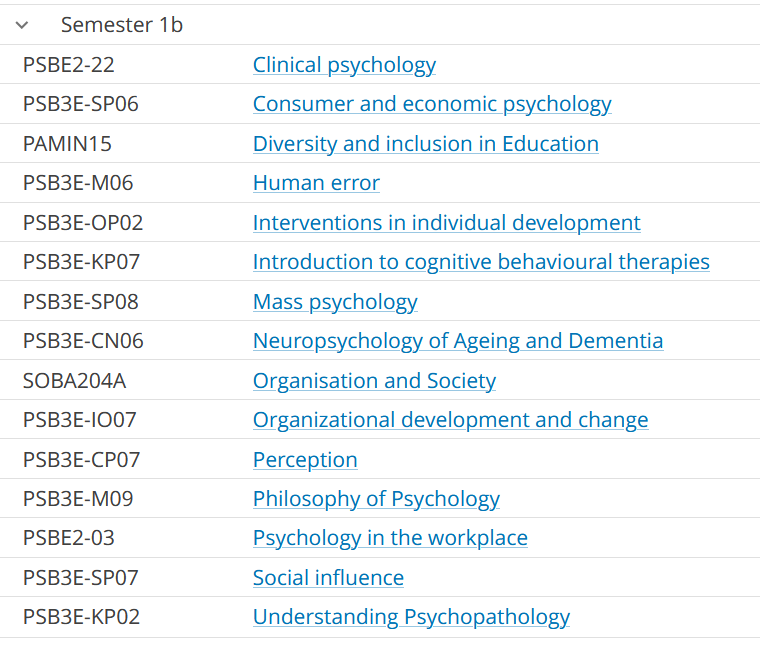 Semester 1b
PSBE2-22 Clinical psychology
PSB3E-SP06 Consumer and economic psychology
PAMIN15 Diversity and inclusion in Education
PSB3E-M06 Human error
PSB3E-OP02 Interventions in individual development
PSB3E-KP07 Introduction to cognitive behavioural therapies
PSB3E-SP08 Mass psychology
PSB3E-CN06 Neuropsychology of Ageing and Dementia
SOBA204A Organisation and Society
PSB3E-IO07 Organizational development and change
PSB3E-CP07 Perception
PSB3E-M09 Philosophy of Psychology
PSBE2-03 Psychology in the workplace
PSB3E-SP07 Social influence
PSB3E-KP02 Understanding Psychopathology